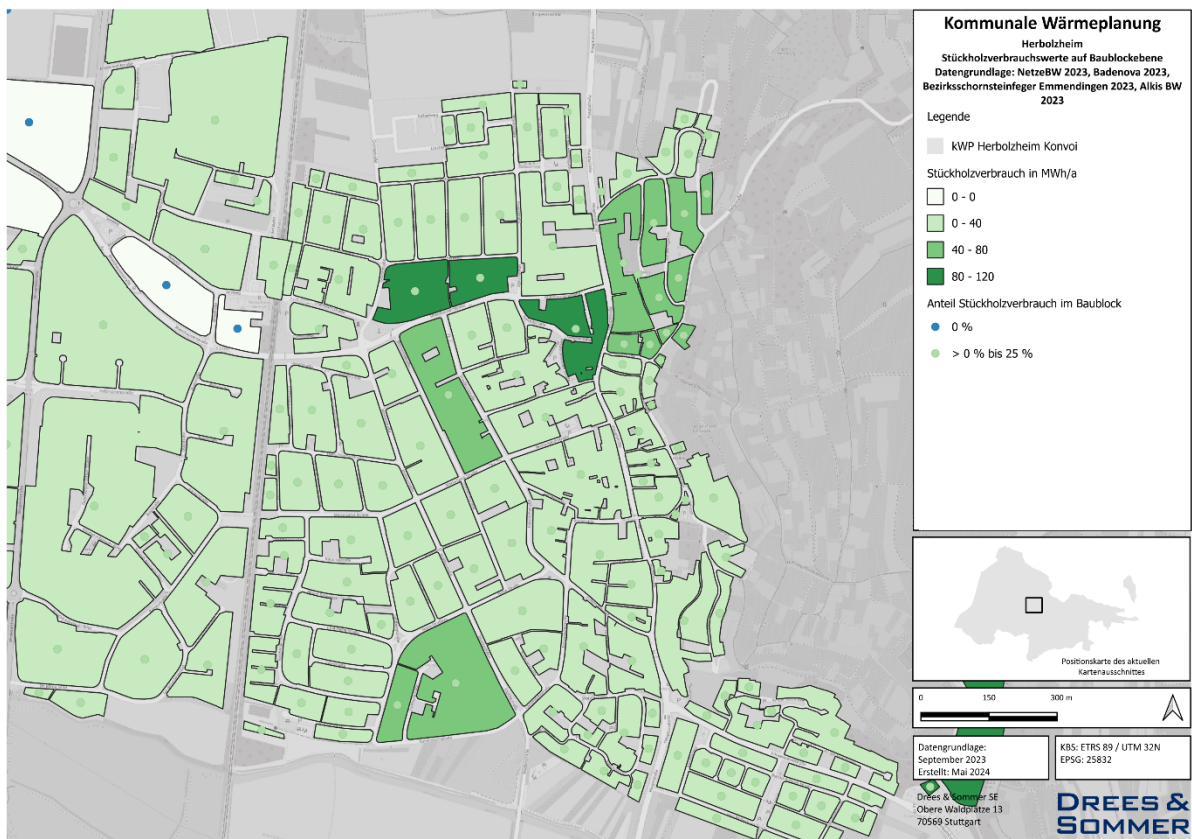 Kommunale Wärmeplanung
Herbolzheim
Stückholzverbrauchswerte auf Baublockebene
Datengrundlage: NetzeBW 2023, Badenova 2023,
Bezirksschornsteinfeger Emmendingen 2023, Alkis BW
2023
Legende
kWP Herbolzheim Konvoi
Stückholzverbrauch in MWh/a
0 - 0
0 - 40
40 - 80
80 - 120
Anteil Stückholzverbrauch im Baublock
0 %
> 0 % bis 25 %
Positionskarte des aktuellen
Kartenausschnittes
0 150 300 m
Datengrundlage:
September 2023
Erstellt: Mai 2024
KBS: ETRS 89 / UTM 32N
EPSG: 25832
Drees & Sommer SE
Obere Waldplätze 13
70569 Stuttgart
DREES &
SOMMER